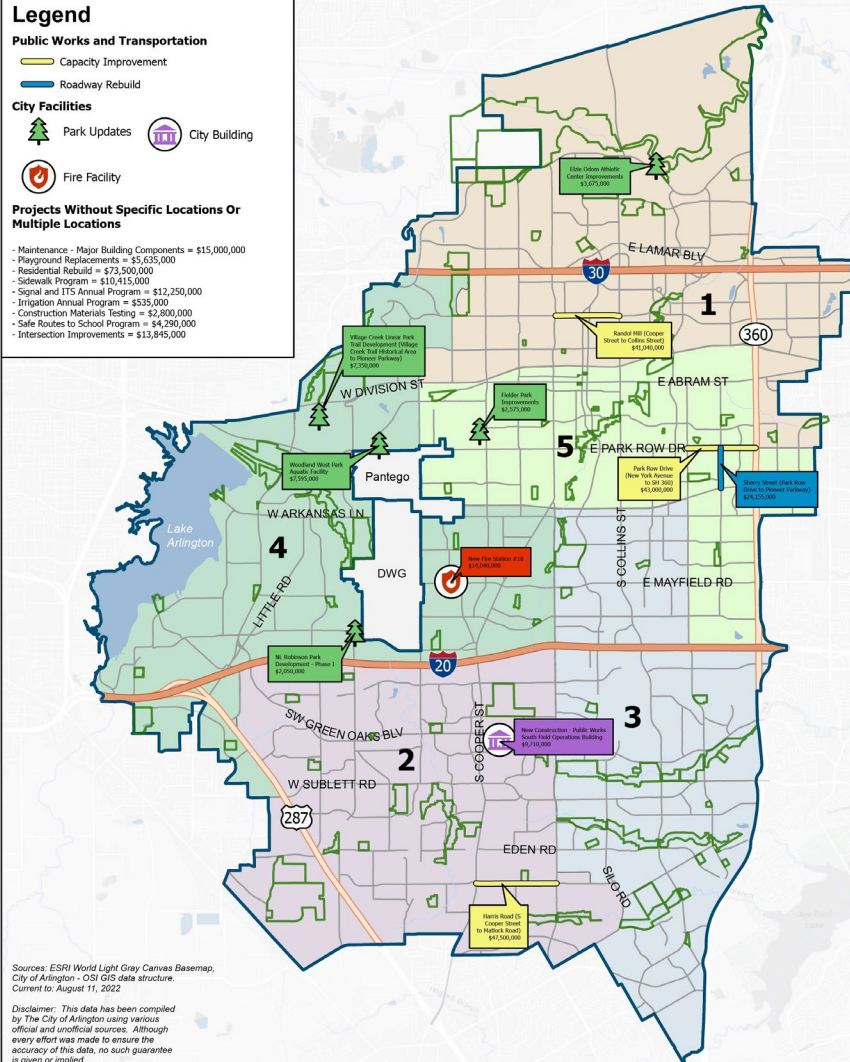 Legend
Public Works and Transportation
Capacity Improvement
Roadway Rebuild
City Facilities
Park Updates
City Building
Fire Facility
Projects Without Specific Locations Or
Multiple Locations
- Maintenance - Major Building Components = $15,000,000
- Playground Replacements = $5,635,000
- Residential Rebuild = $73,500,000
- Sidewalk Program = $10,415,000
- Signal and ITS Annual Program = $12,250,000
- Irrigation Annual Program = $535,000
- Construction Materials Testing = $2,800,000
- Safe Routes to School Program = $4,290,000
- Intersection Improvements = $13,845,000
Elzie Odom Athletic
Center Improvements
$3,675,000
E LAMAR BLV
30
1
360
Randol Mill (Cooper
Street to Collins Street)
$41,040,000
Village Creek Linear Park
Trail Development (Village
Creek Trail Historical Area
to Pioneer Parkway)
$7,350,000
W DIVISION ST
E ABRAM ST
Fielder Park
Improvements
$2,575,000
5
E PARK ROW DR
Woodland West Park
Aquatic Facility
$7,595,000
Pantego
Park Row Drive
(New York Avenue
to SH 360)
$43,000,000
Sherry Street (Park Row
Drive to Pioneer Parkway)
$24,155,000
W ARKANSAS LN
Lake
Arlington
4
DWG
New Fire Station #18
$14,040,000
S COLLINS ST
E MAYFIELD RD
LITTLE RD
NL Robinson Park
Development - Phase I
$2,050,000
20
SW GREEN OAKS BLV
S COOPER ST
3
New Construction - Public Works
South Field Operations Building
$9,710,000
2
W SUBLETT RD
287
EDEN RD
SILO RD
Harris Road (S
Cooper Street
to Matlock Road)
$47,500,000
Sources: ESRI World Light Gray Canvas Basemap,
City of Arlington - OSI GIS data structure.
Current to: August 11, 2022
Disclaimer: This data has been compiled
by The City of Arlington using various
official and unofficial sources. Although
every effort was made to ensure the
accuracy of this data, no such guarantee
is given or implied